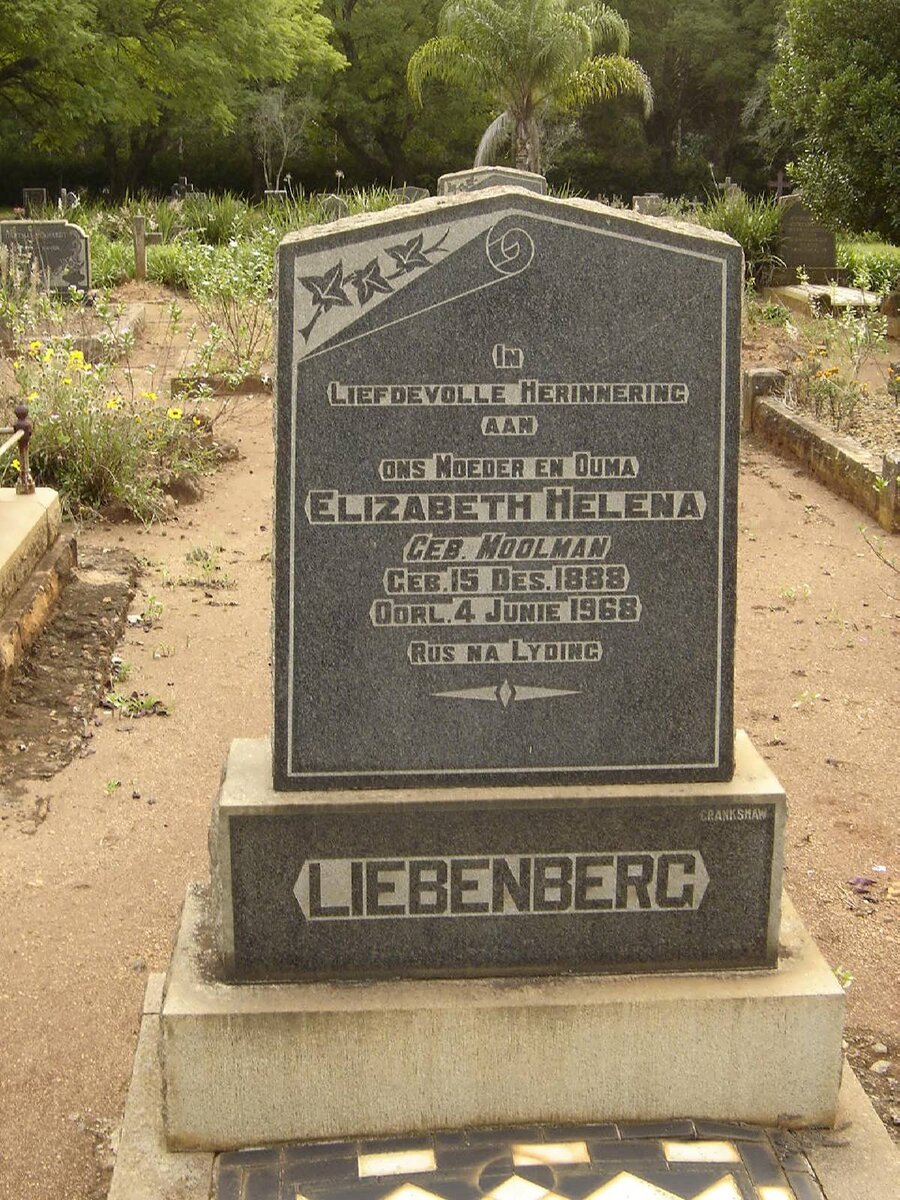 In
Liefdevolle Herinnering
aan
ons Moeder en Ouma
Elizabeth Helena
Geb. Moolman
Geb. 15 Des. 1888
Oorl. 4 Junie 1968
Rus na Lyding
Crankshaw
LIEBENBERG